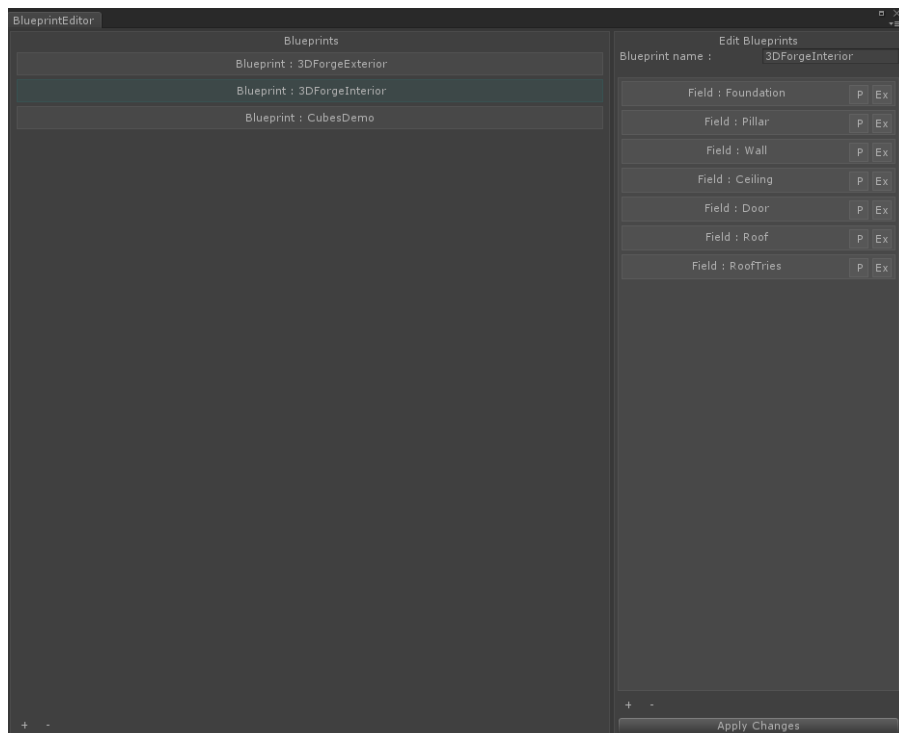 BlueprintEditor
Blueprints
Blueprint : 3DForgeExterior
Blueprint : 3DForgeInterior
Blueprint : CubesDemo
+ -
Edit Blueprints
Blueprint name : 3DForgeInterior
Field : Foundation P Ex
Field : Pillar P Ex
Field : Wall P Ex
Field : Ceiling P Ex
Field : Door P Ex
Field : Roof P Ex
Field : RoofTries P Ex
+ -
Apply Changes